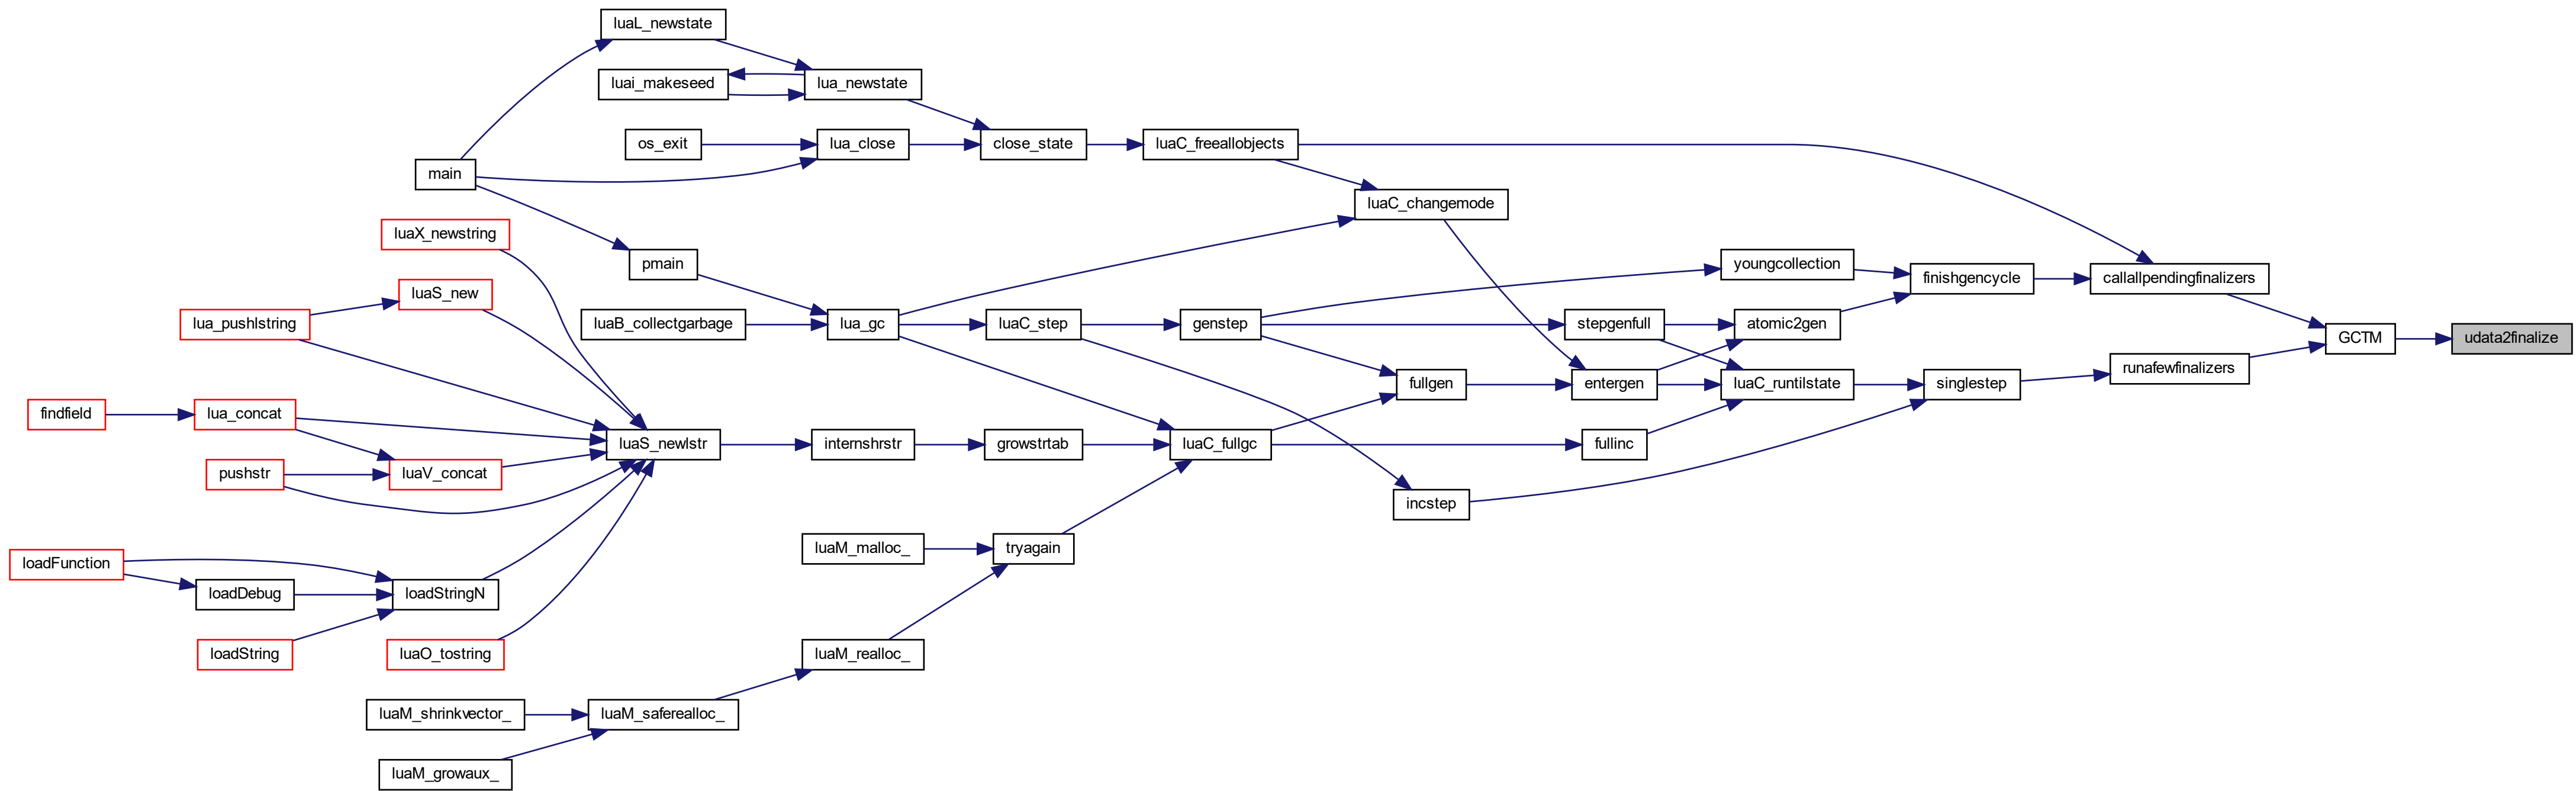 luaL_newstate
luai_makeseed
lua_newstate
os_exit
lua_close
close_state
luaC_freeallobjects
main
luaC_changemode
luaX_newstring
pmain
youngcollection
finishgencycle
callallpendingfinalizers
luaS_new
lua_pushlstring
luaB_collectgarbage
lua_gc
luaC_step
genstep
stepgenfull
atomic2gen
GCTM
udata2finalize
runafewfinalizers
fullgen
entergen
luaC_runtilstate
singlestep
findfield
lua_concat
luaS_newlstr
internshrstr
growstrtab
luaC_fullgc
fullinc
pushstr
luaV_concat
incstep
loadFunction
luaM_malloc_
tryagain
loadDebug
loadStringN
loadString
luaO_tostring
luaM_realloc_
luaM_shrinkvector_
luaM_saferealloc_
luaM_growaux_